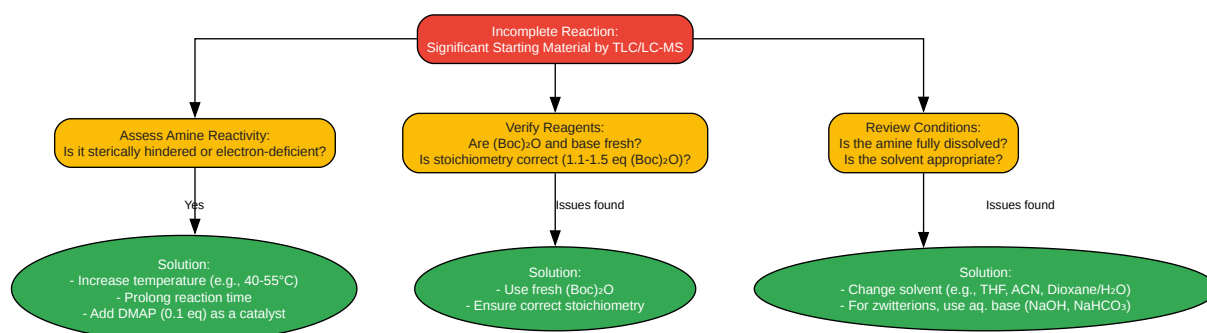 Incomplete Reaction:
Significant Starting Material by TLC/LC-MS
Assess Amine Reactivity:
Is it sterically hindered or electron-deficient?
Verify Reagents:
Are (Boc)₂O and base fresh?
Is stoichiometry correct (1.1-1.5 eq (Boc)₂O)?
Review Conditions:
Is the amine fully dissolved?
Is the solvent appropriate?
Yes
Issues found
Issues found
Solution:
- Increase temperature (e.g., 40-55°C)
- Prolong reaction time
- Add DMAP (0.1 eq) as a catalyst
Solution:
- Use fresh (Boc)₂O
- Ensure correct stoichiometry
Solution:
- Change solvent (e.g., THF, ACN, Dioxane/H₂O)
- For zwitterions, use aq. base (NaOH, NaHCO₃)